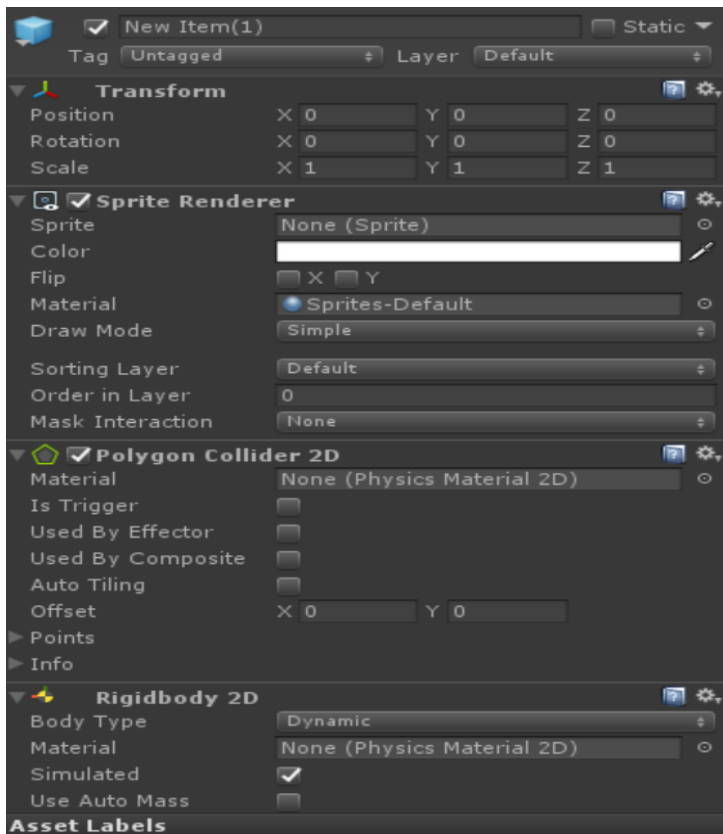 New Item(1) Static
Tag Untagged Layer Default
Transform
Position X 0 Y 0 Z 0
Rotation X 0 Y 0 Z 0
Scale X 1 Y 1 Z 1
Sprite Renderer
Sprite None (Sprite)
Color
Flip X Y
Material Sprites-Default
Draw Mode Simple
Sorting Layer Default
Order in Layer 0
Mask Interaction None
Polygon Collider 2D
Material None (Physics Material 2D)
Is Trigger
Used By Effector
Used By Composite
Auto Tiling
Offset X 0 Y 0
Points
Info
Rigidbody 2D
Body Type Dynamic
Material None (Physics Material 2D)
Simulated
Use Auto Mass
Asset Labels